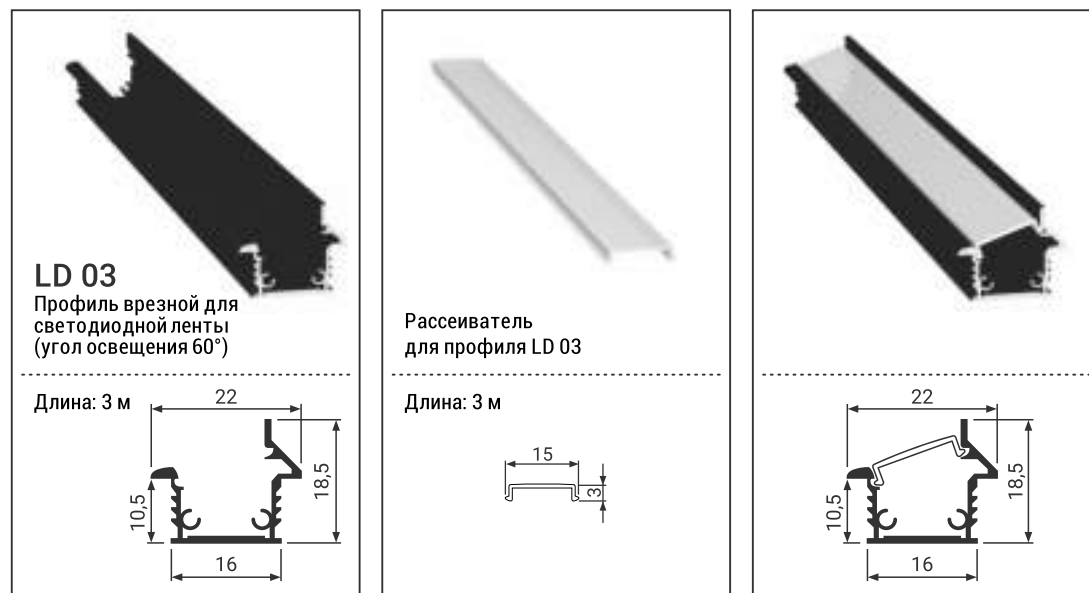 LD 03
Профиль врезной для
светодиодной ленты
(угол освещения 60°)
Длина: 3 м
22
18,5
10,5
16
Рассеиватель
для профиля LD 03
Длина: 3 м
15
3
22
18,5
10,5
16